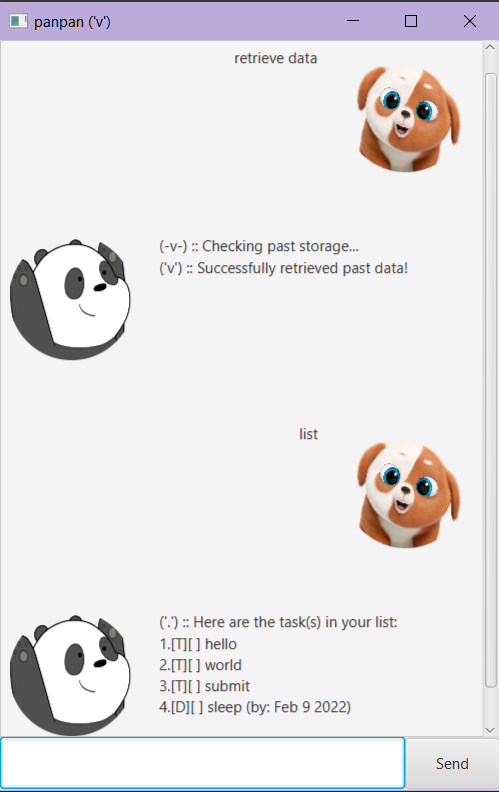 panpan ('v')
retrieve data
(-v-) :: Checking past storage...
('v') :: Successfully retrieved past data!
list
('.') :: Here are the task(s) in your list:
1.[T][ ] hello
2.[T][ ] world
3.[T][ ] submit
4.[D][ ] sleep (by: Feb 9 2022)
Send